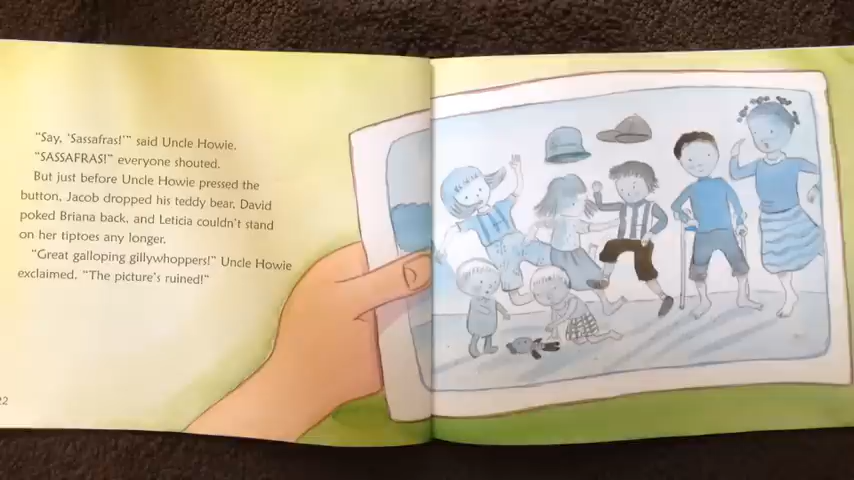 "Say, 'Sassafras!'" said Uncle Howie.
"SASSAFRAS!" everyone shouted.
But just before Uncle Howie pressed the
button, Jacob dropped his teddy bear, David
poked Briana back, and Leticia couldn't stand
on her tiptoes any longer.
"Great galloping gillywhoppers!" Uncle Howie
exclaimed. "The picture's ruined!"
22